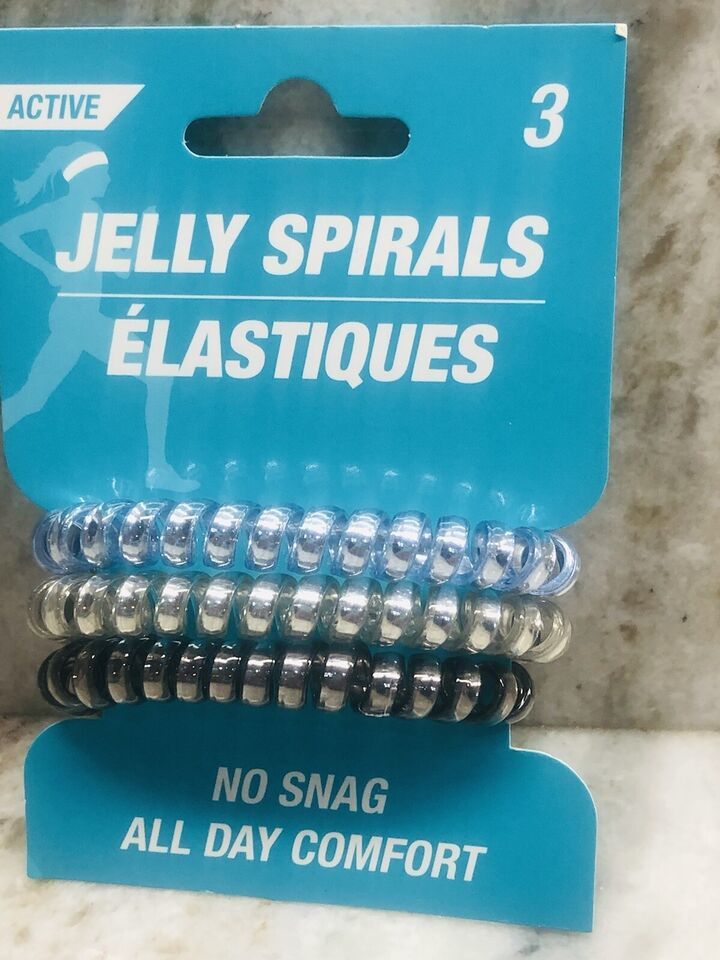 ACTIVE
3
JELLY SPIRALS
ÉLASTIQUES
NO SNAG
ALL DAY COMFORT